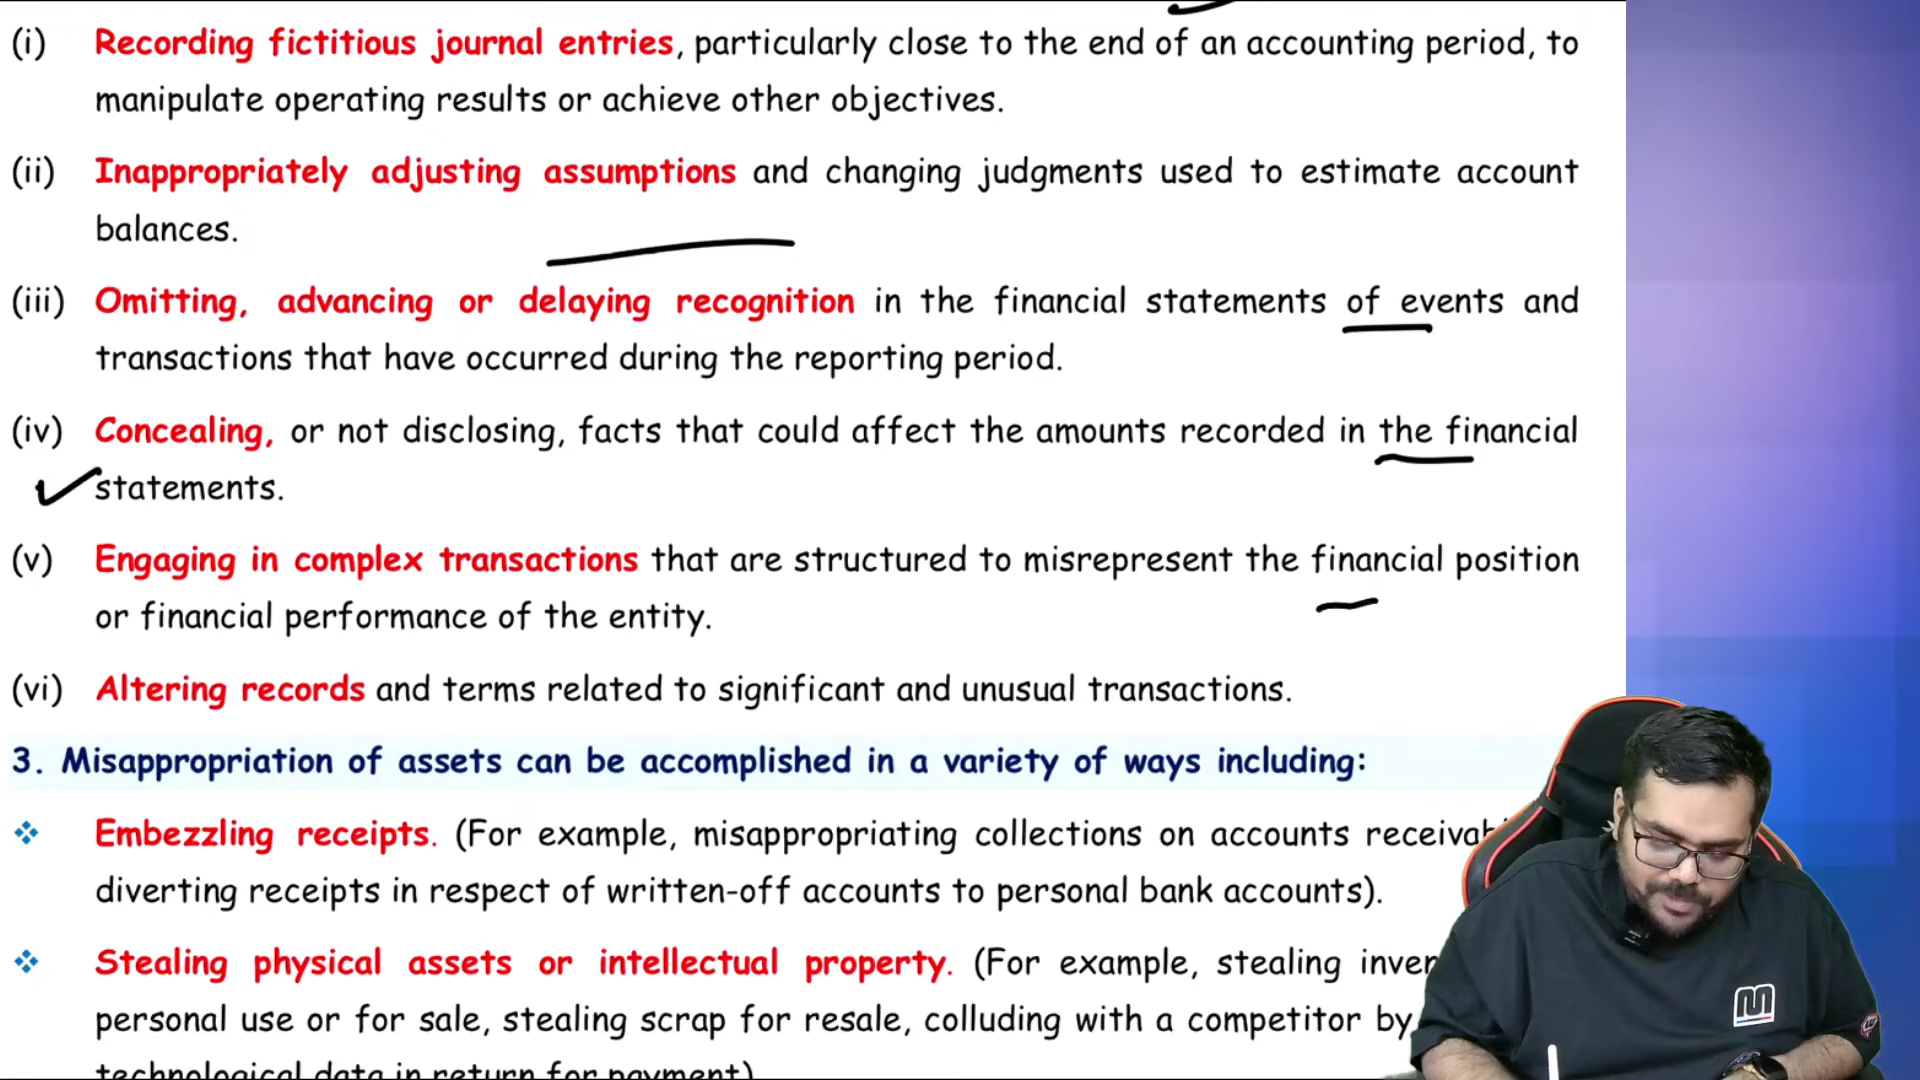 (i) Recording fictitious journal entries, particularly close to the end of an accounting period, to
manipulate operating results or achieve other objectives.
(ii) Inappropriately adjusting assumptions and changing judgments used to estimate account
balances.
(iii) Omitting, advancing or delaying recognition in the financial statements of events and
transactions that have occurred during the reporting period.
(iv) Concealing, or not disclosing, facts that could affect the amounts recorded in the financial
statements.
(v) Engaging in complex transactions that are structured to misrepresent the financial position
or financial performance of the entity.
(vi) Altering records and terms related to significant and unusual transactions.
3. Misappropriation of assets can be accomplished in a variety of ways including:
❖ Embezzling receipts. (For example, misappropriating collections on accounts
diverting receipts in respect of written-off accounts to personal bank accounts).
❖ Stealing physical assets or intellectual property. (For example, stealing
personal use or for sale, stealing scrap for resale, colluding with a competitor by
technological data in return for payment)